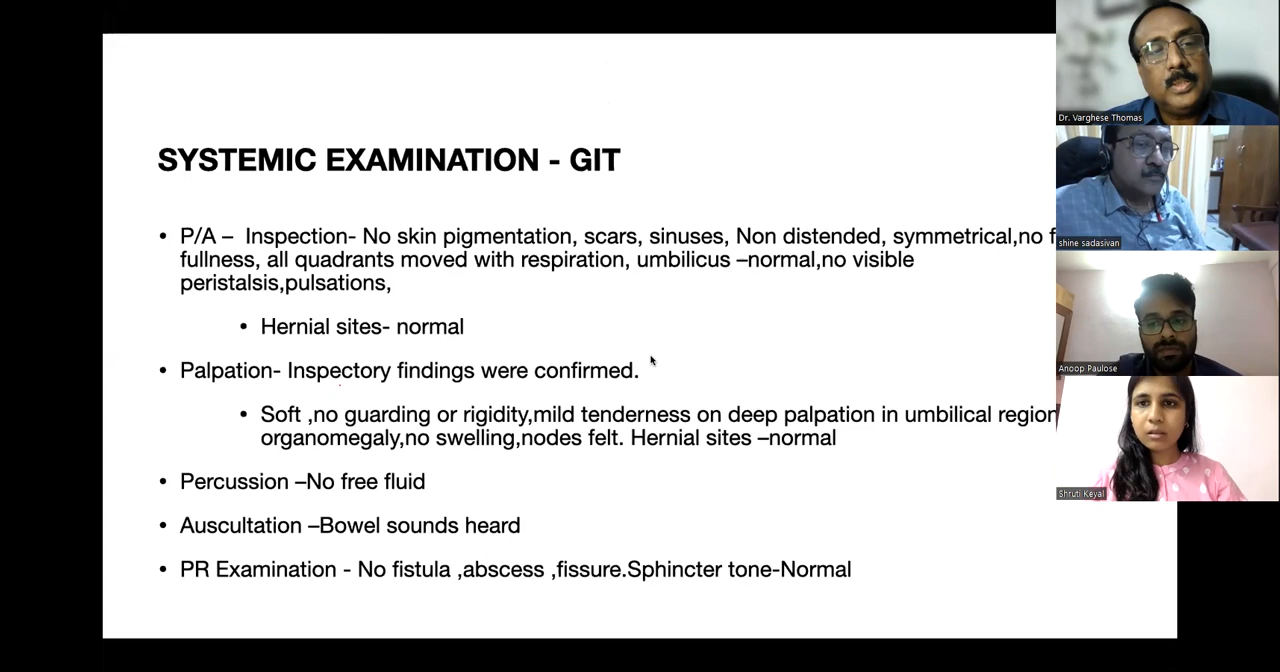 SYSTEMIC EXAMINATION - GIT
• P/A – Inspection- No skin pigmentation, scars, sinuses, Non distended, symmetrical,no
fullness, all quadrants moved with respiration, umbilicus –normal,no visible
peristalsis,pulsations,
• Hernial sites- normal
• Palpation- Inspectory findings were confirmed.
• Soft ,no guarding or rigidity,mild tenderness on deep palpation in umbilical region
organomegaly,no swelling,nodes felt. Hernial sites –normal
• Percussion –No free fluid
• Auscultation –Bowel sounds heard
• PR Examination - No fistula ,abscess ,fissure.Sphincter tone-Normal
Dr. Varghese Thomas
shine sadasivan
Anoop Paulose
Shruti Keyal